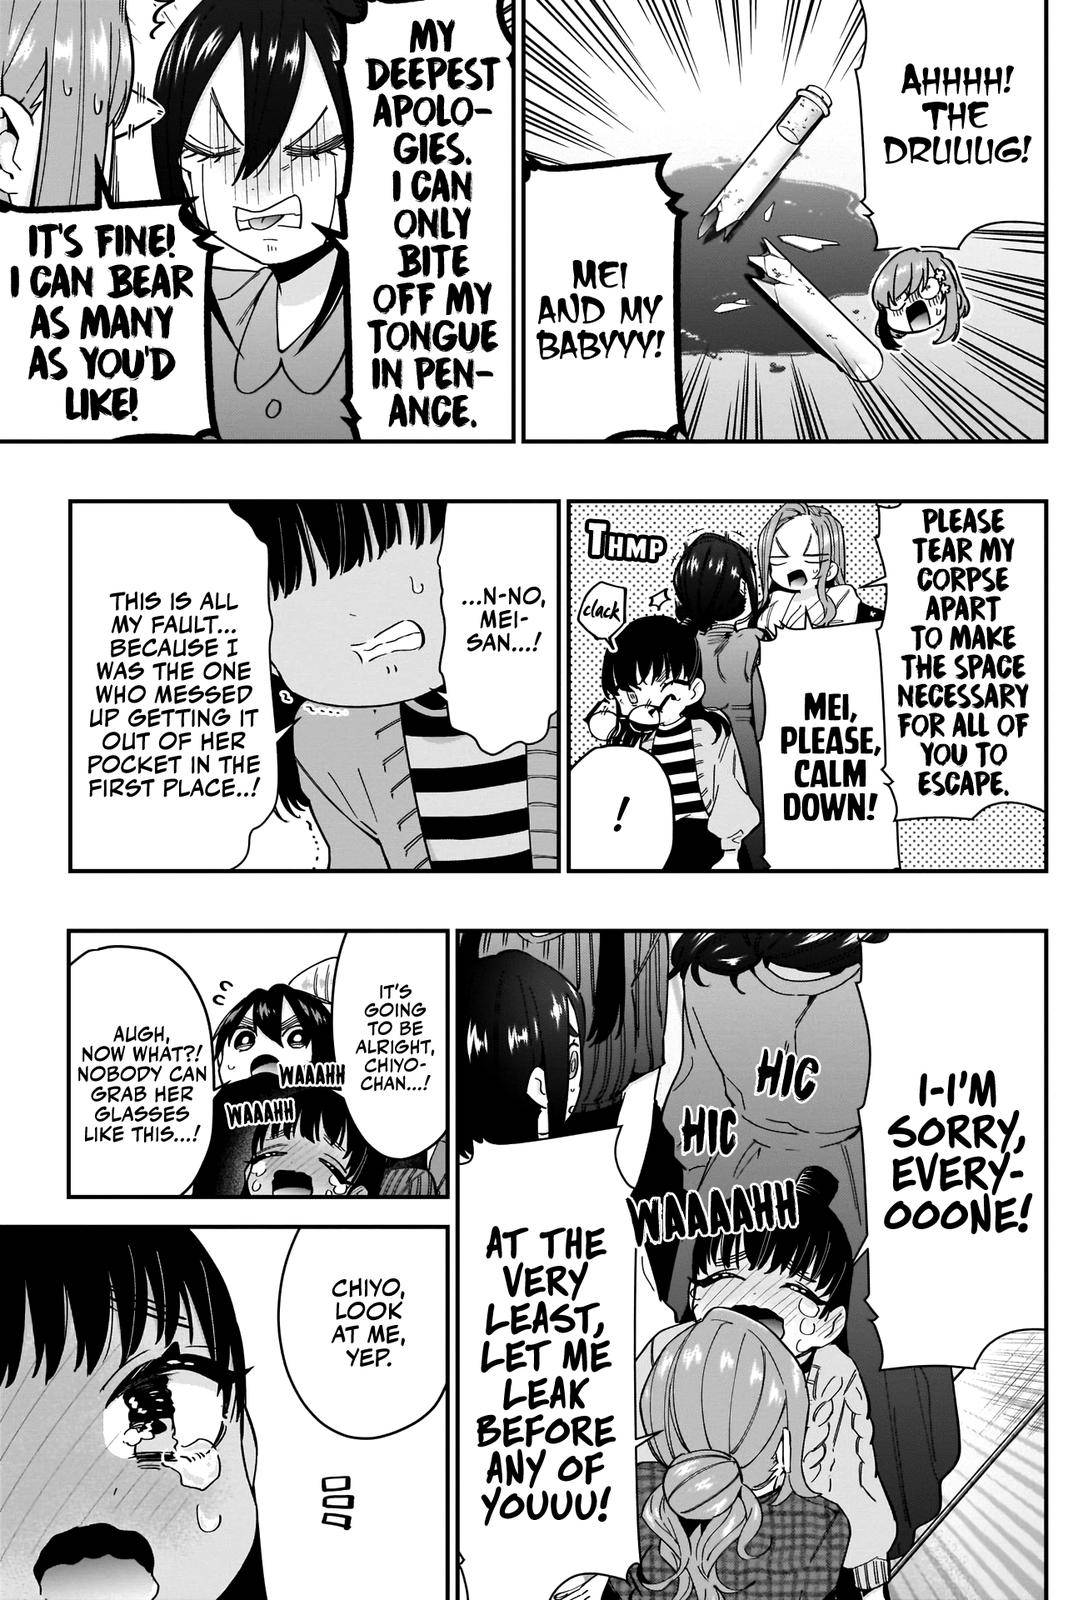 AHHHH!
THE
DRUUUG!
MEI
AND MY
BABYYY!
MY
DEEPEST
APOLO-
GIES.
I CAN
ONLY
BITE
OFF MY
TONGUE
IN PEN-
ANCE.
IT'S FINE!
I CAN BEAR
AS MANY
AS YOU'D
LIKE!
PLEASE
TEAR MY
CORPSE
APART
TO MAKE
THE SPACE
NECESSARY
FOR ALL OF
YOU TO
ESCAPE.
MEI,
PLEASE,
CALM
DOWN!
THMP
clack
!
...N-NO,
MEI-
SAN...!
THIS IS ALL
MY FAULT...
BECAUSE I
WAS THE ONE
WHO MESSED
UP GETTING IT
OUT OF HER
POCKET IN THE
FIRST PLACE..!
I-I'M
SORRY,
EVERY-
OOONE!
HIC
HIC
WAAAAHH
AT THE
VERY
LEAST,
LET ME
LEAK
BEFORE
ANY OF
YOUUU!
IT'S
GOING
TO BE
ALRIGHT,
CHIYO-
CHAN...!
WAAAHH
WAAAHH
AUGH,
NOW WHAT?!
NOBODY CAN
GRAB HER
GLASSES
LIKE THIS...!
CHIYO,
LOOK
AT ME,
YEP.